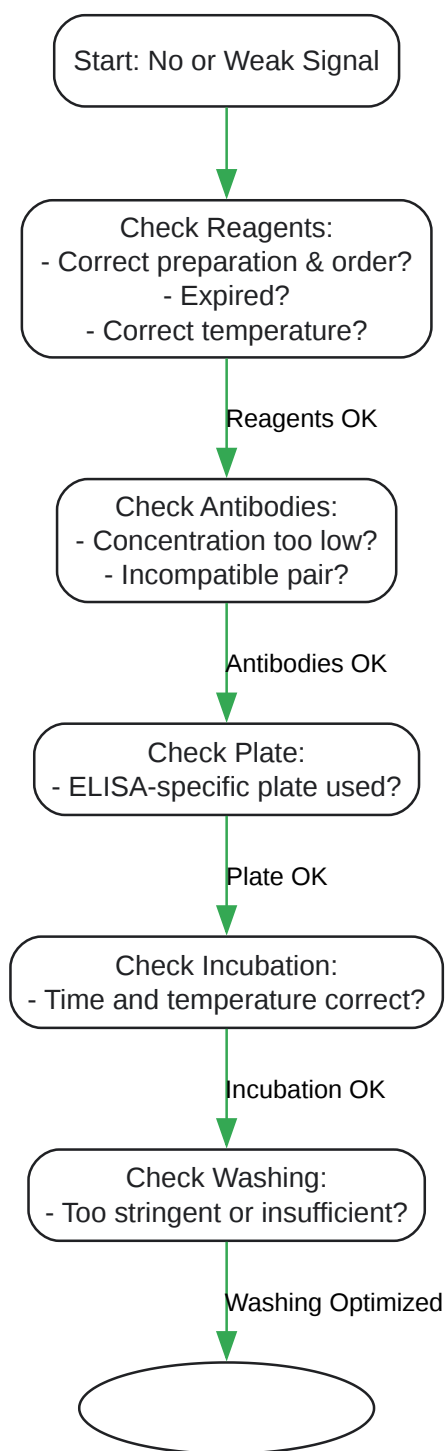 Start: No or Weak Signal
Check Reagents:
- Correct preparation & order?
- Expired?
- Correct temperature?
Reagents OK
Check Antibodies:
- Concentration too low?
- Incompatible pair?
Antibodies OK
Check Plate:
- ELISA-specific plate used?
Plate OK
Check Incubation:
- Time and temperature correct?
Incubation OK
Check Washing:
- Too stringent or insufficient?
Washing Optimized